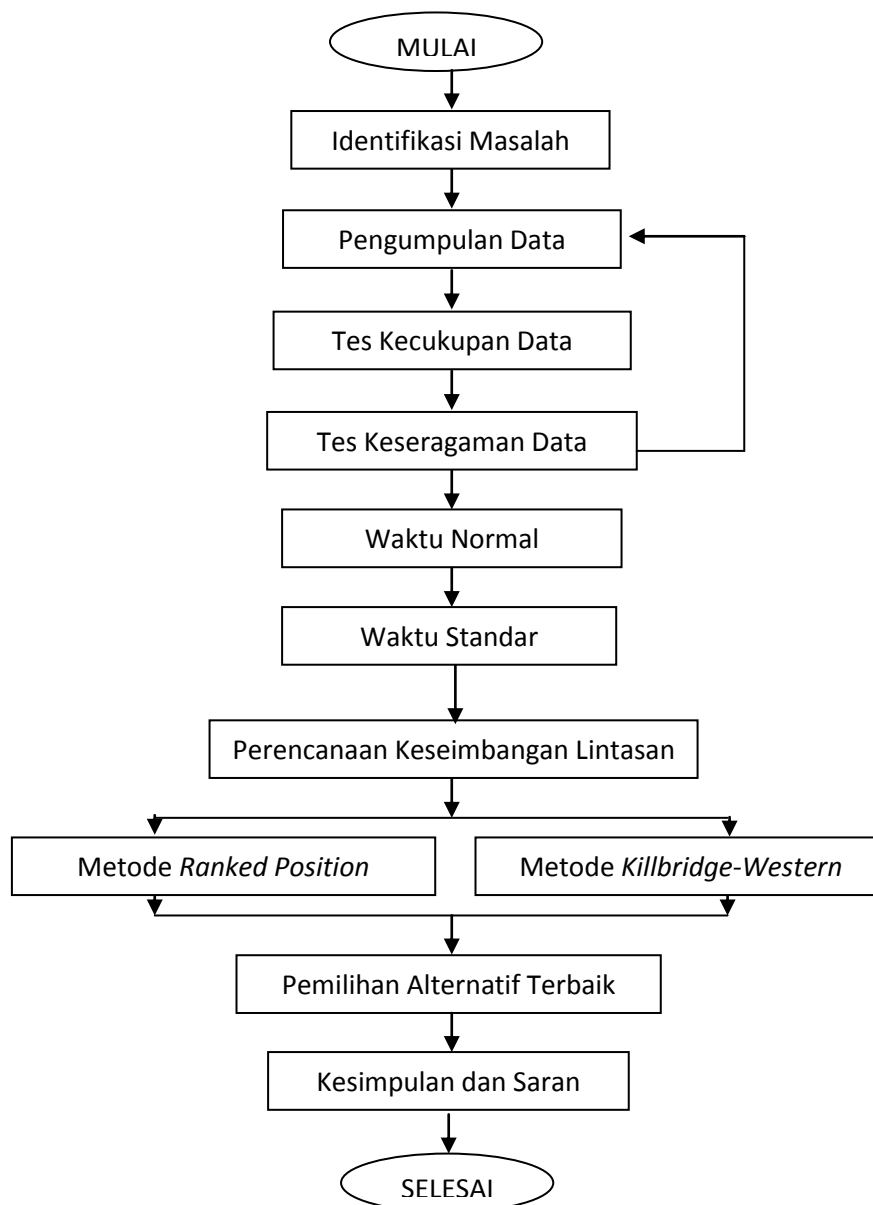 MULAI
Identifikasi Masalah
Pengumpulan Data
Tes Kecukupan Data
Tes Keseragaman Data
Waktu Normal
Waktu Standar
Perencanaan Keseimbangan Lintasan
Metode Ranked Position
Metode Killbridge-Western
Pemilihan Alternatif Terbaik
Kesimpulan dan Saran
SELESAI